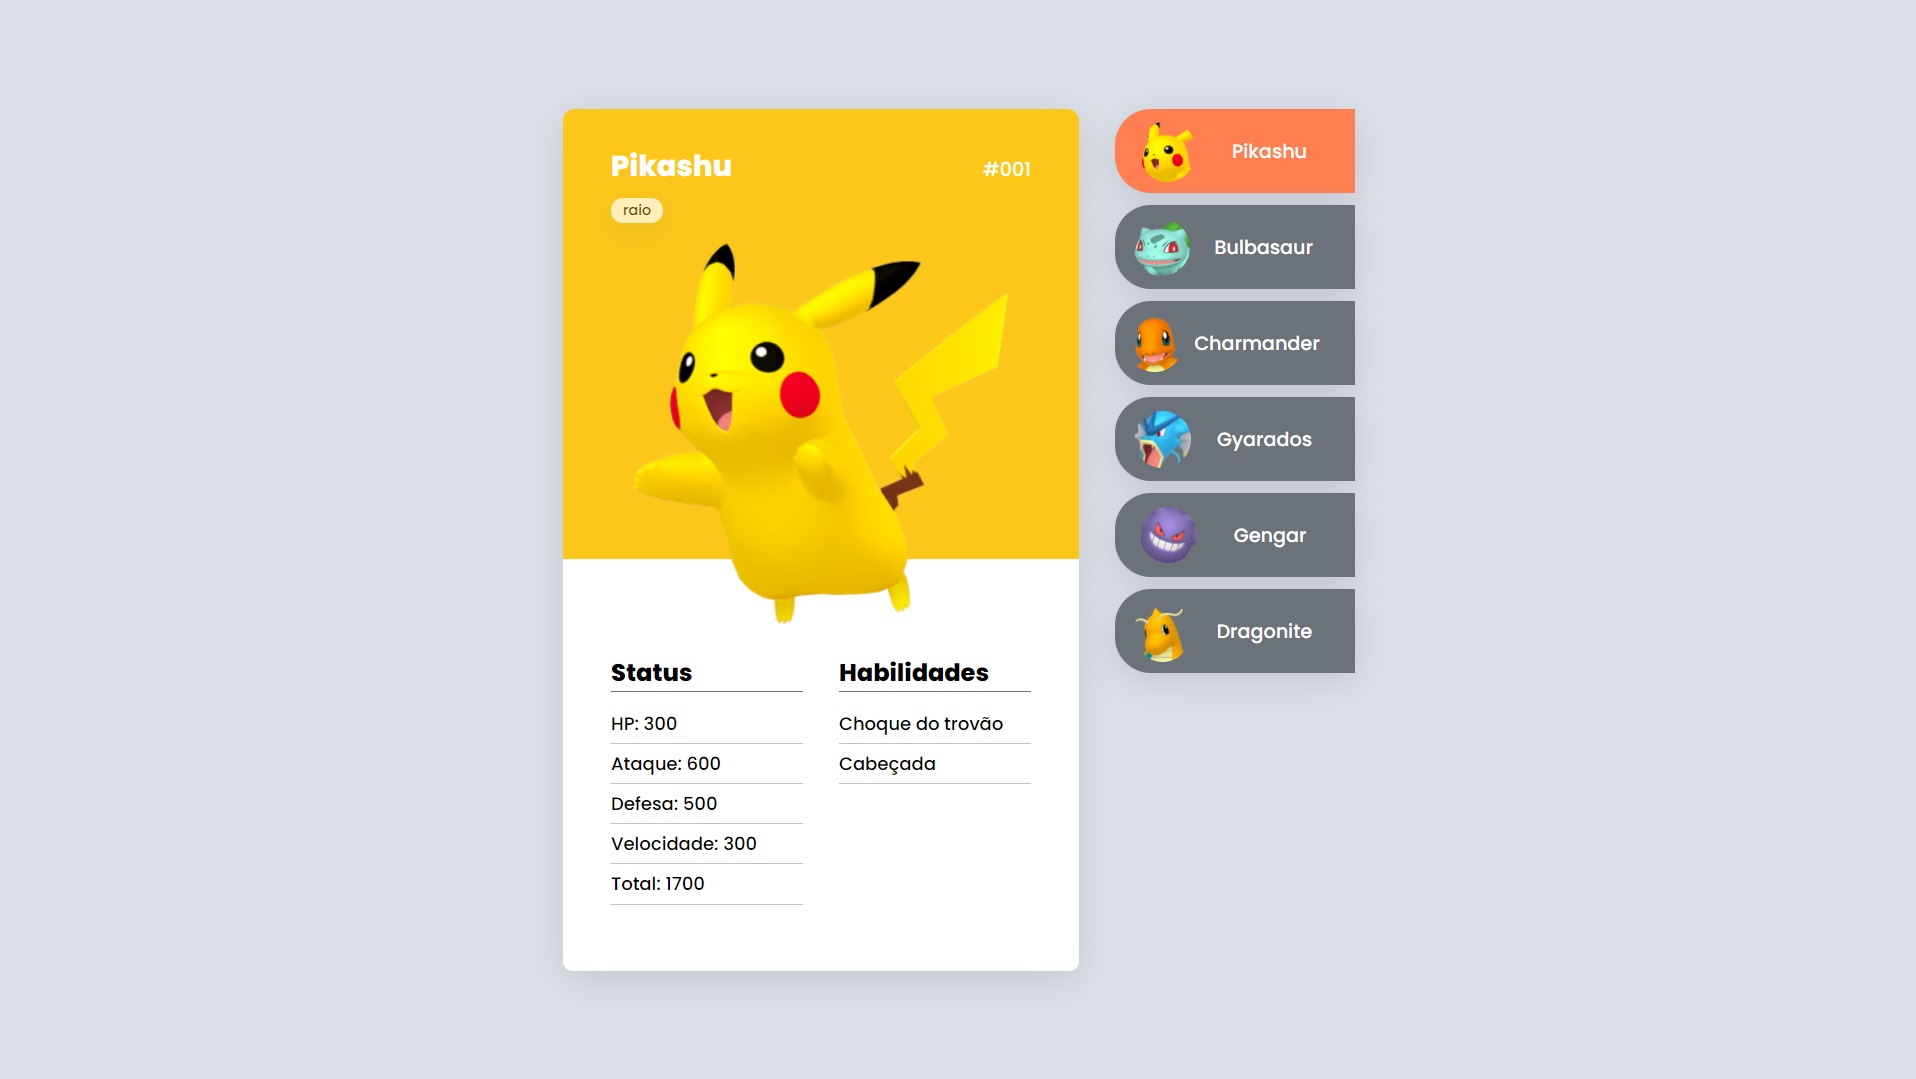 Pikashu
#001
raio
Status
HP: 300
Ataque: 600
Defesa: 500
Velocidade: 300
Total: 1700
Habilidades
Choque do trovão
Cabeçada
Pikashu
Bulbasaur
Charmander
Gyarados
Gengar
Dragonite